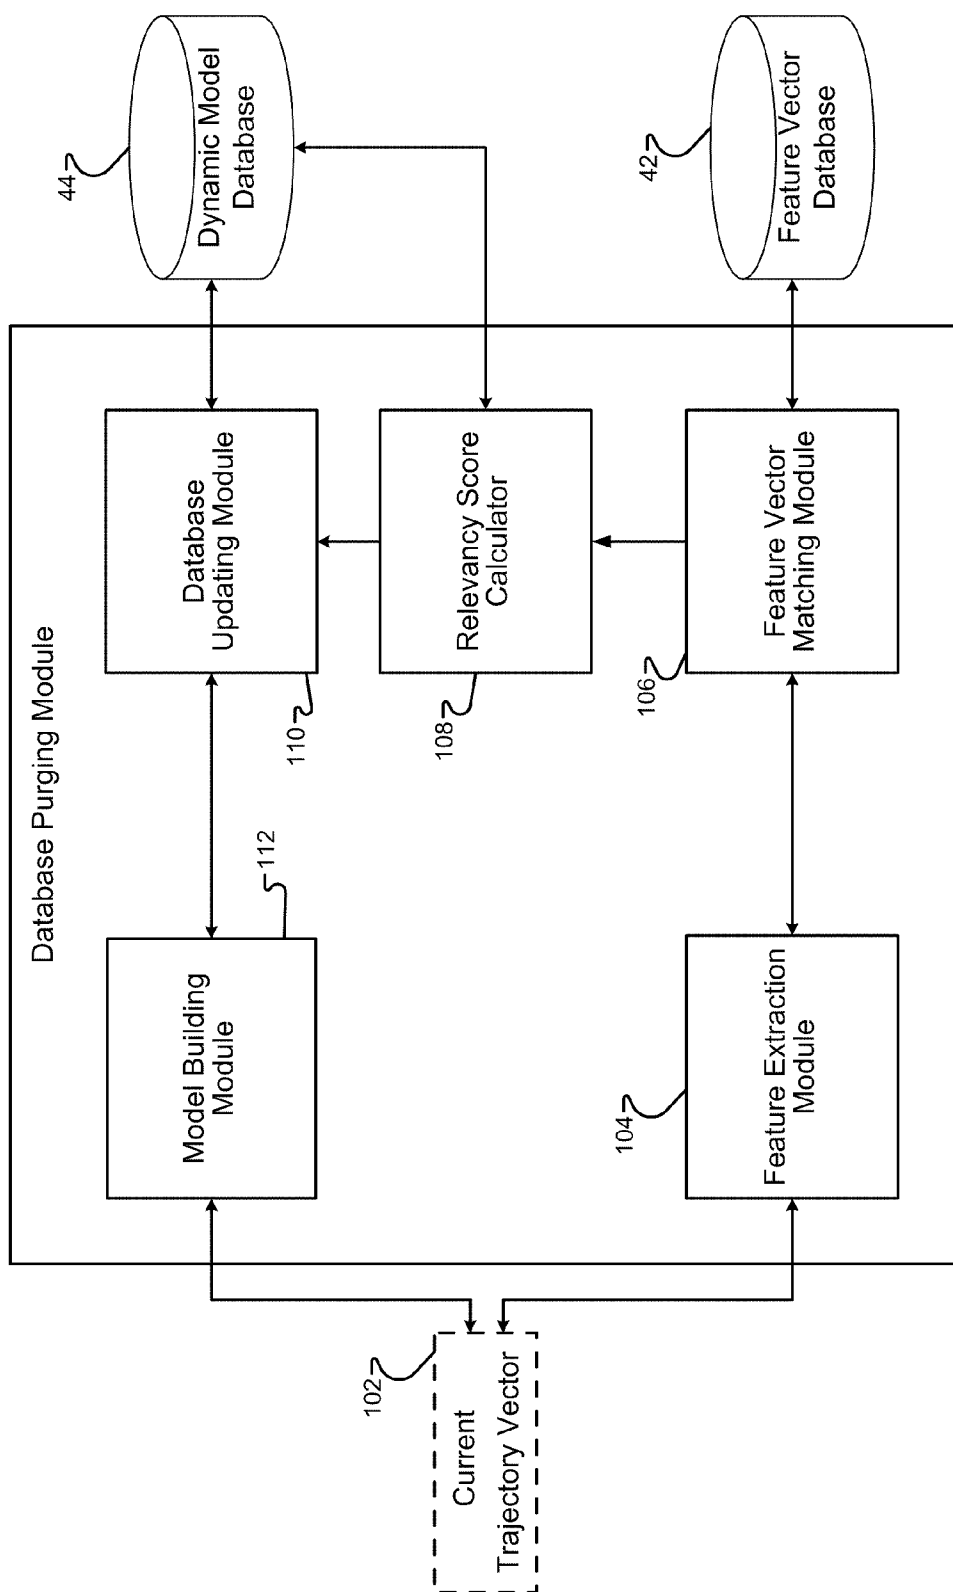 Database Purging Module
Current
Trajectory Vector
102
Model Building
Module
112
Database
Updating Module
110
Dynamic Model
Database
44
Relevancy Score
Calculator
108
Feature Extraction
Module
104
Feature Vector
Matching Module
106
Feature Vector
Database
42